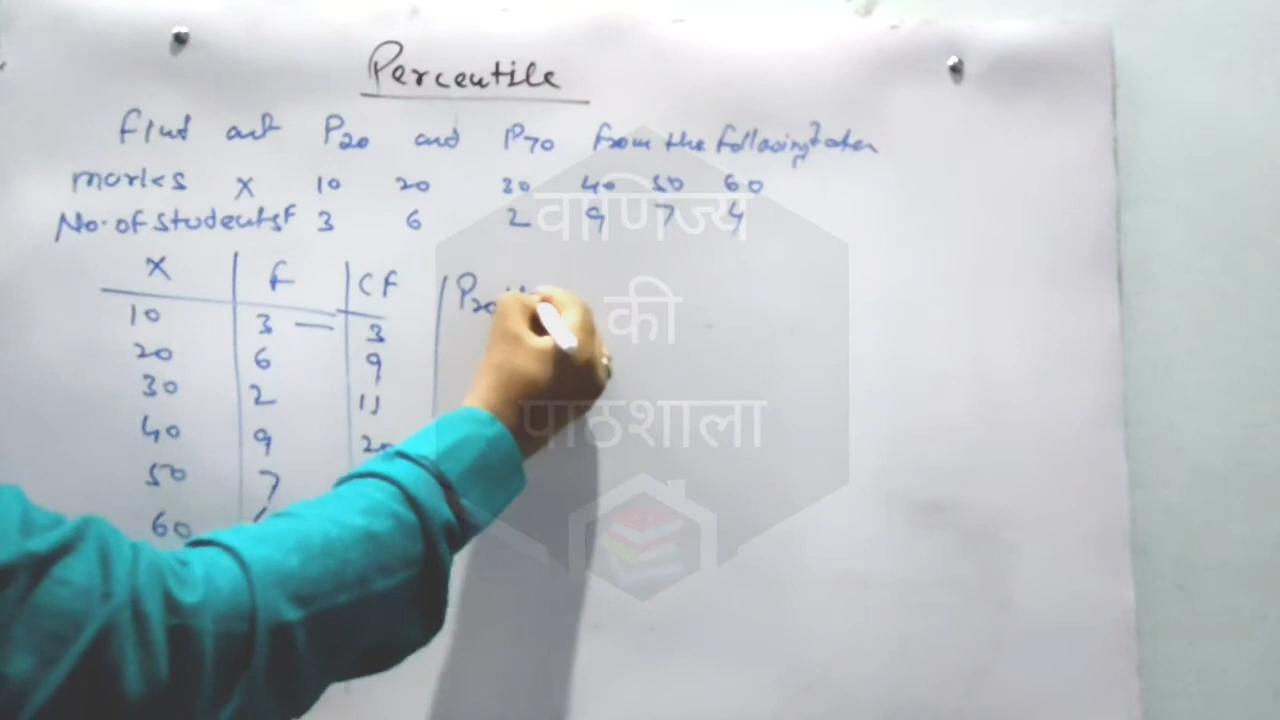 Percentile
Find out P20 and P70 from the following
marks X 10 20 30 40 50 60
No. of students F 3 6 2 9 7 4
X F CF
10 3 — 3
20 6 9
30 2 11
40 9 20
50 7
60
P20
वाणिज्य
की
पाठशाला